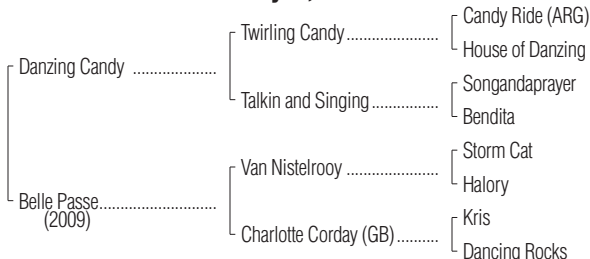 Candy Ride (ARG)
Twirling Candy....................
House of Danzing
Danzing Candy ..................
Songandaprayer
Talkin and Singing...............
Bendita
Storm Cat
Van Nistelrooy ....................
Halory
Belle Passe.........................
(2009)
Kris
Charlotte Corday (GB).........
Dancing Rocks